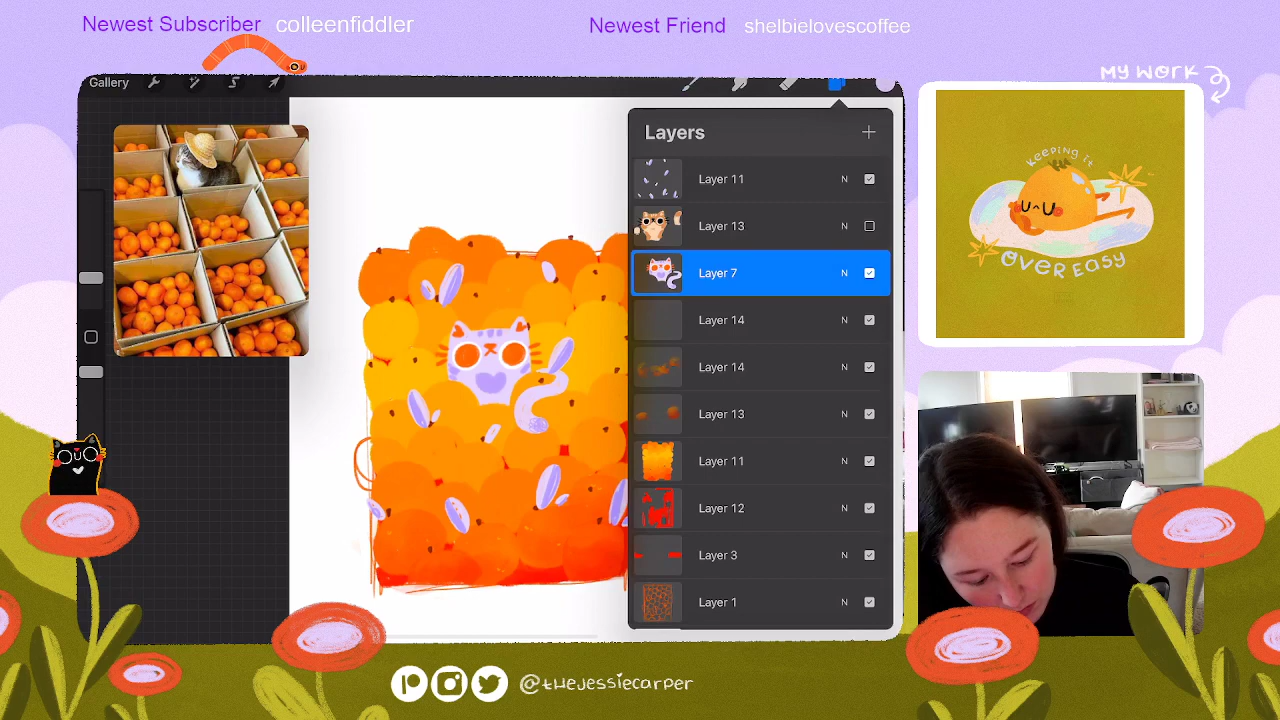 Newest Subscriber colleenfiddler
Newest Friend shelbielovescoffee
MY WORK
Gallery
Layers
Layer 11 N
Layer 13 N
Layer 7 N
Layer 14 N
Layer 14 N
Layer 13 N
Layer 11 N
Layer 12 N
Layer 3 N
Layer 1 N
Keeping it
OVER EASY
@tHeJessiecarper